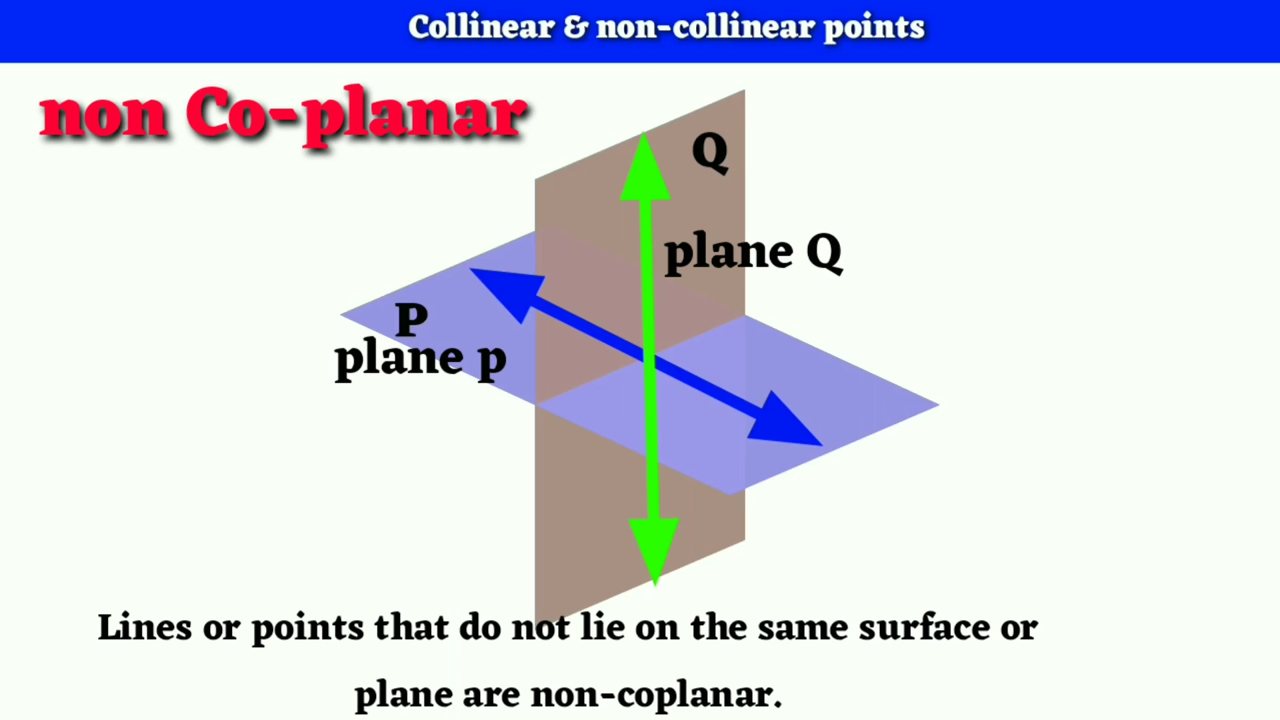 Collinear & non-collinear points
non Co-planar
Q
plane Q
P
plane p
Lines or points that do not lie on the same surface or
plane are non-coplanar.